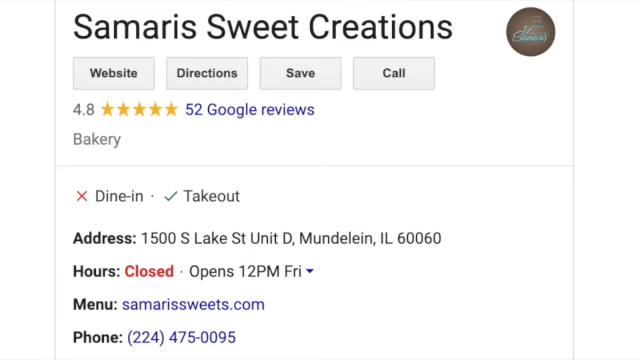 Samaris Sweet Creations
Samaris
Website Directions Save Call
4.8 52 Google reviews
Bakery
Dine-in · Takeout
Address: 1500 S Lake St Unit D, Mundelein, IL 60060
Hours: Closed · Opens 12PM Fri
Menu: samarissweets.com
Phone: (224) 475-0095